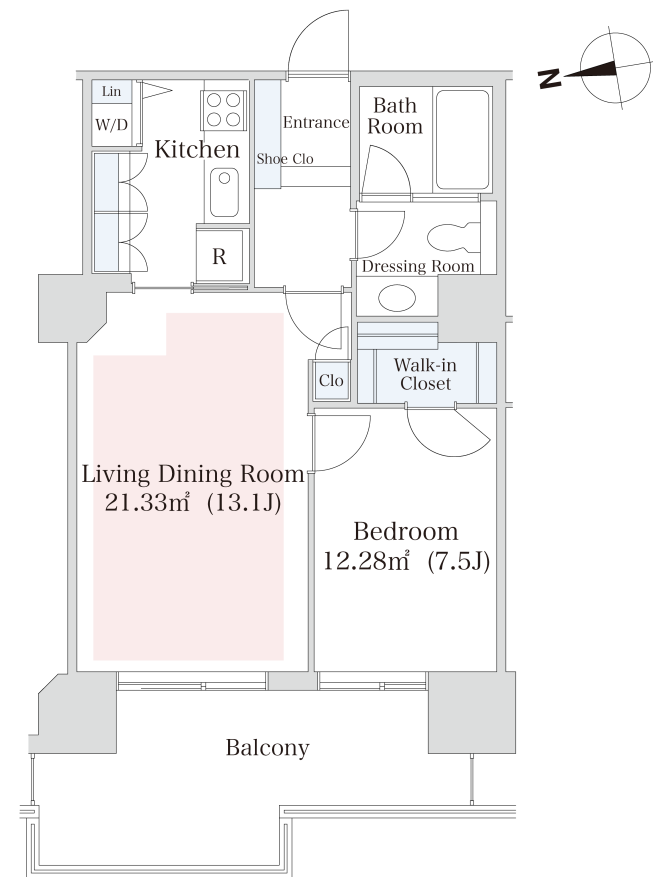 N
Lin
W/D
Kitchen
Entrance
Shoe Clo
Bath
Room
R
Dressing Room
Clo
Walk-in
Closet
Living Dining Room
21.33㎡ (13.1J)
Bedroom
12.28㎡ (7.5J)
Balcony